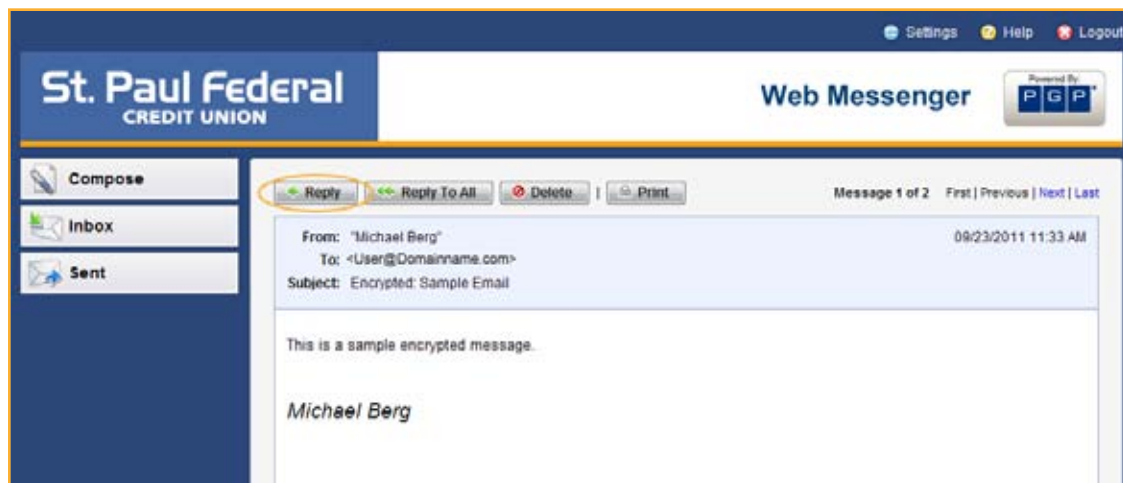 Settings Help Logout
St. Paul Federal
CREDIT UNION
Web Messenger
Powered By:
PGP
Compose
Inbox
Sent
Reply Reply To All Delete | Print
Message 1 of 2 First | Previous | Next | Last
From: "Michael Berg"
09/23/2011 11:33 AM
To: <User@Domainname.com>
Subject: Encrypted: Sample Email
This is a sample encrypted message.
Michael Berg